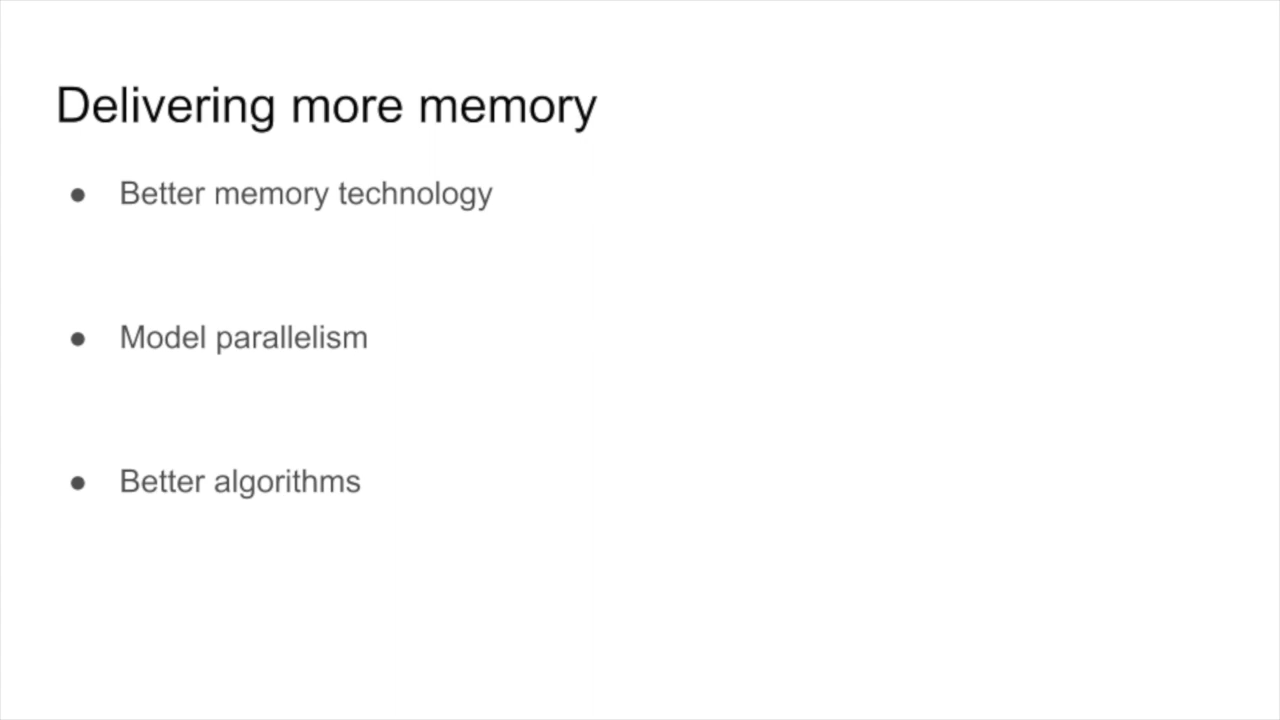 Delivering more memory
● Better memory technology
● Model parallelism
● Better algorithms